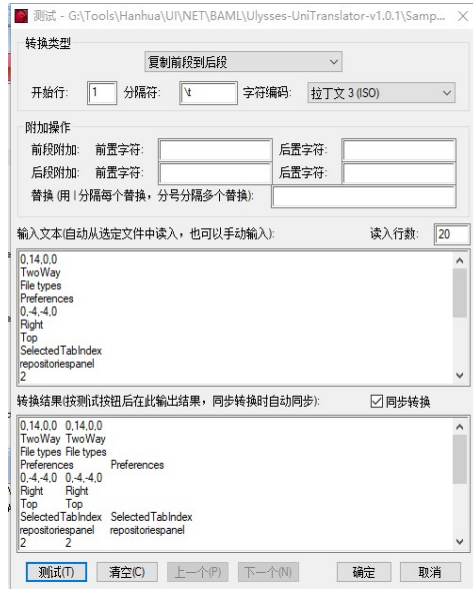 测试 - G:\Tools\Hanhua\UI\NET\BAML\Ulysses-UniTranslator-v1.0.1\Samp...
转换类型
复制前段到后段
开始行: 1 分隔符: \t 字符编码: 拉丁文 3 (ISO)
附加操作
前段附加: 前置字符: 后置字符:
后段附加: 前置字符: 后置字符:
替换 (用 | 分隔每个替换，分号分隔多个替换):
输入文本(自动从选定文件中读入，也可以手动输入): 读入行数: 20
0,14,0,0
TwoWay
File types
Preferences
0,-4,-4,0
Right
Top
SelectedTabIndex
repositoriespanel
2
转换结果(按测试按钮后在此输出结果，同步转换时自动同步): 同步转换
0,14,0,0 0,14,0,0
TwoWay TwoWay
File types File types
Preferences Preferences
0,-4,-4,0 0,-4,-4,0
Right Right
Top Top
SelectedTabIndex SelectedTabIndex
repositoriespanel repositoriespanel
2 2
测试(T) 清空(C) 上一个(P) 下一个(N) 确定 取消